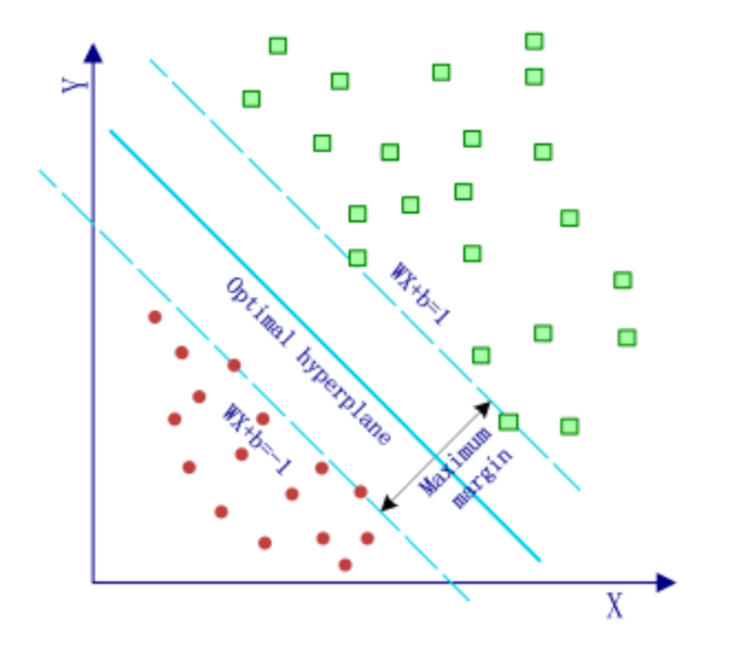 Y
WX+b=1
Optimal hyperplane
WX+b=-1
Maximum
margin
X